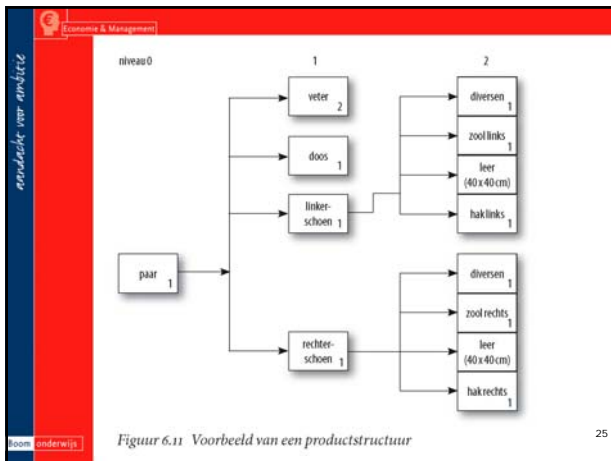 €
Economie & Management
aandacht voor ambitie
niveau 0 1 2
paar
1
veter
2
doos
1
linker-
schoen 1
rechter-
schoen 1
diversen
1
zool links
1
leer
(40 x 40 cm)
hak links
1
diversen
1
zool rechts
1
leer
(40 x 40 cm)
hak rechts
1
Figuur 6.11 Voorbeeld van een productstructuur
25
Boom onderwijs